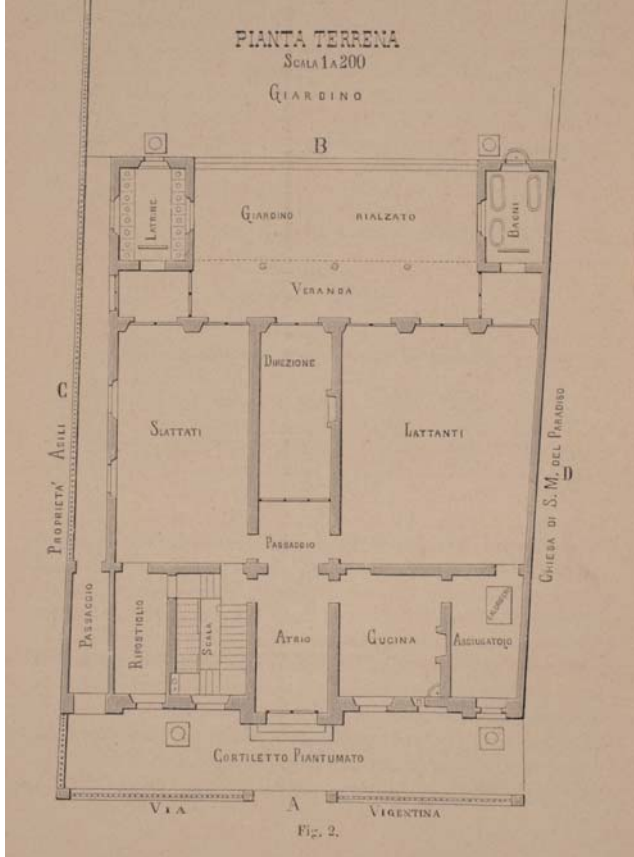 PIANTA TERRENA
SCALA 1 A 200
GIARDINO
B
LATRINE
GIARDINO RIALZATO
BAGNI
VERANDA
DIREZIONE
C
SLATTATI
LATTANTI
D
PROPRIETA' ASILI
CHIESA DI S. M. DEL PARADISO
PASSAGGIO
PASSAGGIO
RIPOSTIGLIO
SCALA
ATRIO
CUCINA
ASCIUGATOIO
CORTILETTO PIANTUMATO
VIA A VIGENTINA
Fig. 2.